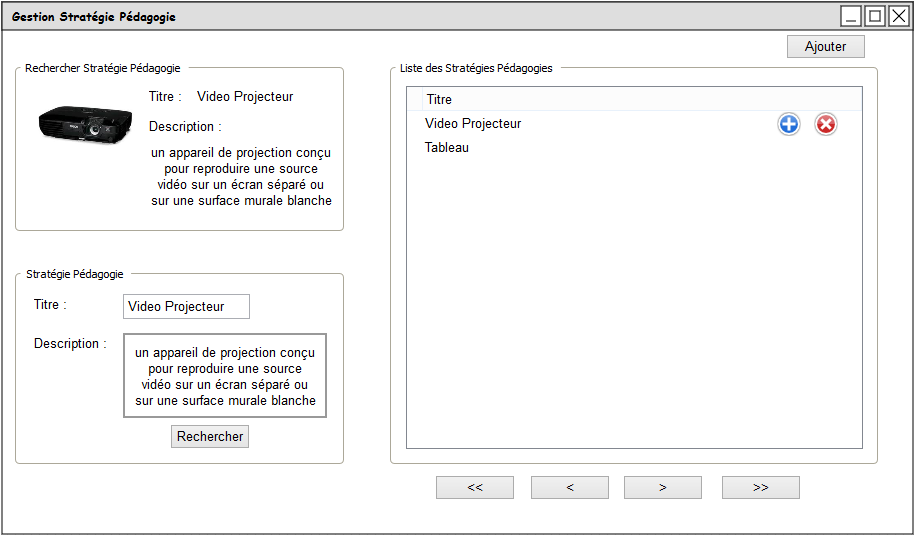 Gestion Stratégie Pédagogie
Ajouter
Rechercher Stratégie Pédagogie
Titre : Video Projecteur
Description :
un appareil de projection conçu
pour reproduire une source
vidéo sur un écran séparé ou
sur une surface murale blanche
Stratégie Pédagogie
Titre : Video Projecteur
Description :
un appareil de projection conçu
pour reproduire une source
vidéo sur un écran séparé ou
sur une surface murale blanche
Rechercher
Liste des Stratégies Pédagogies
Titre
Video Projecteur
Tableau
<< < > >>